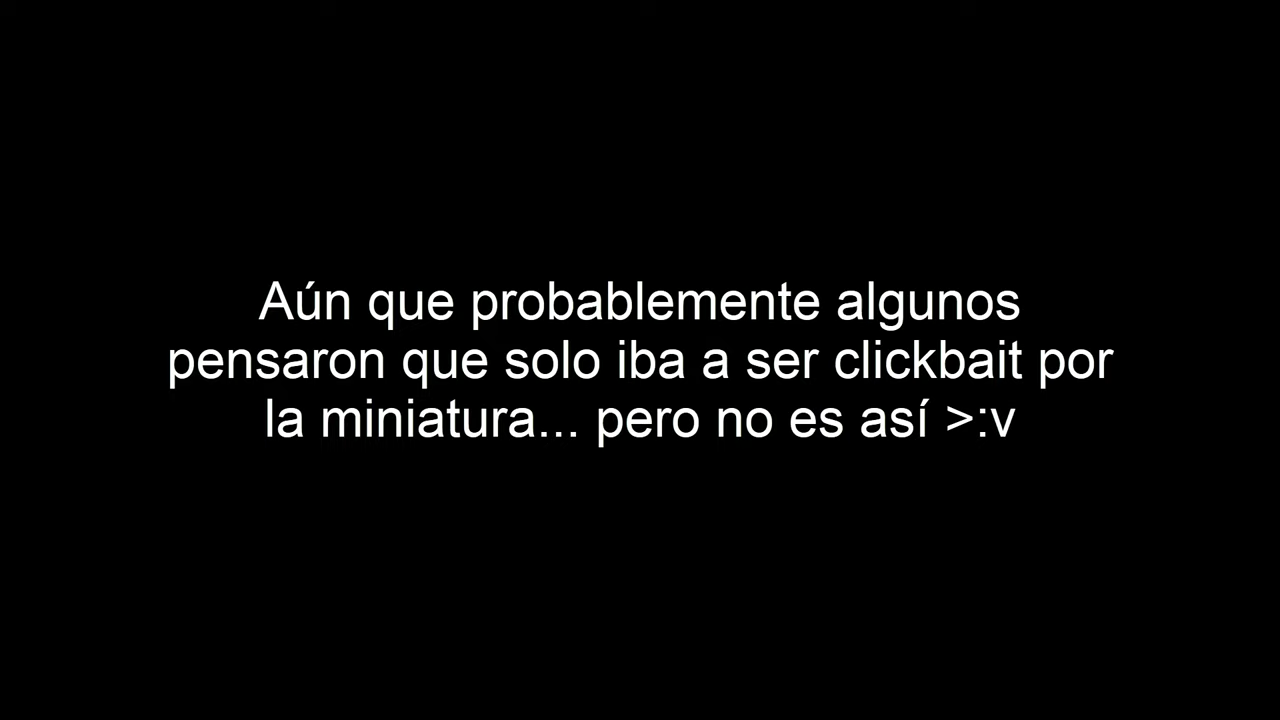 Aún que probablemente algunos
pensaron que solo iba a ser clickbait por
la miniatura... pero no es así >:v